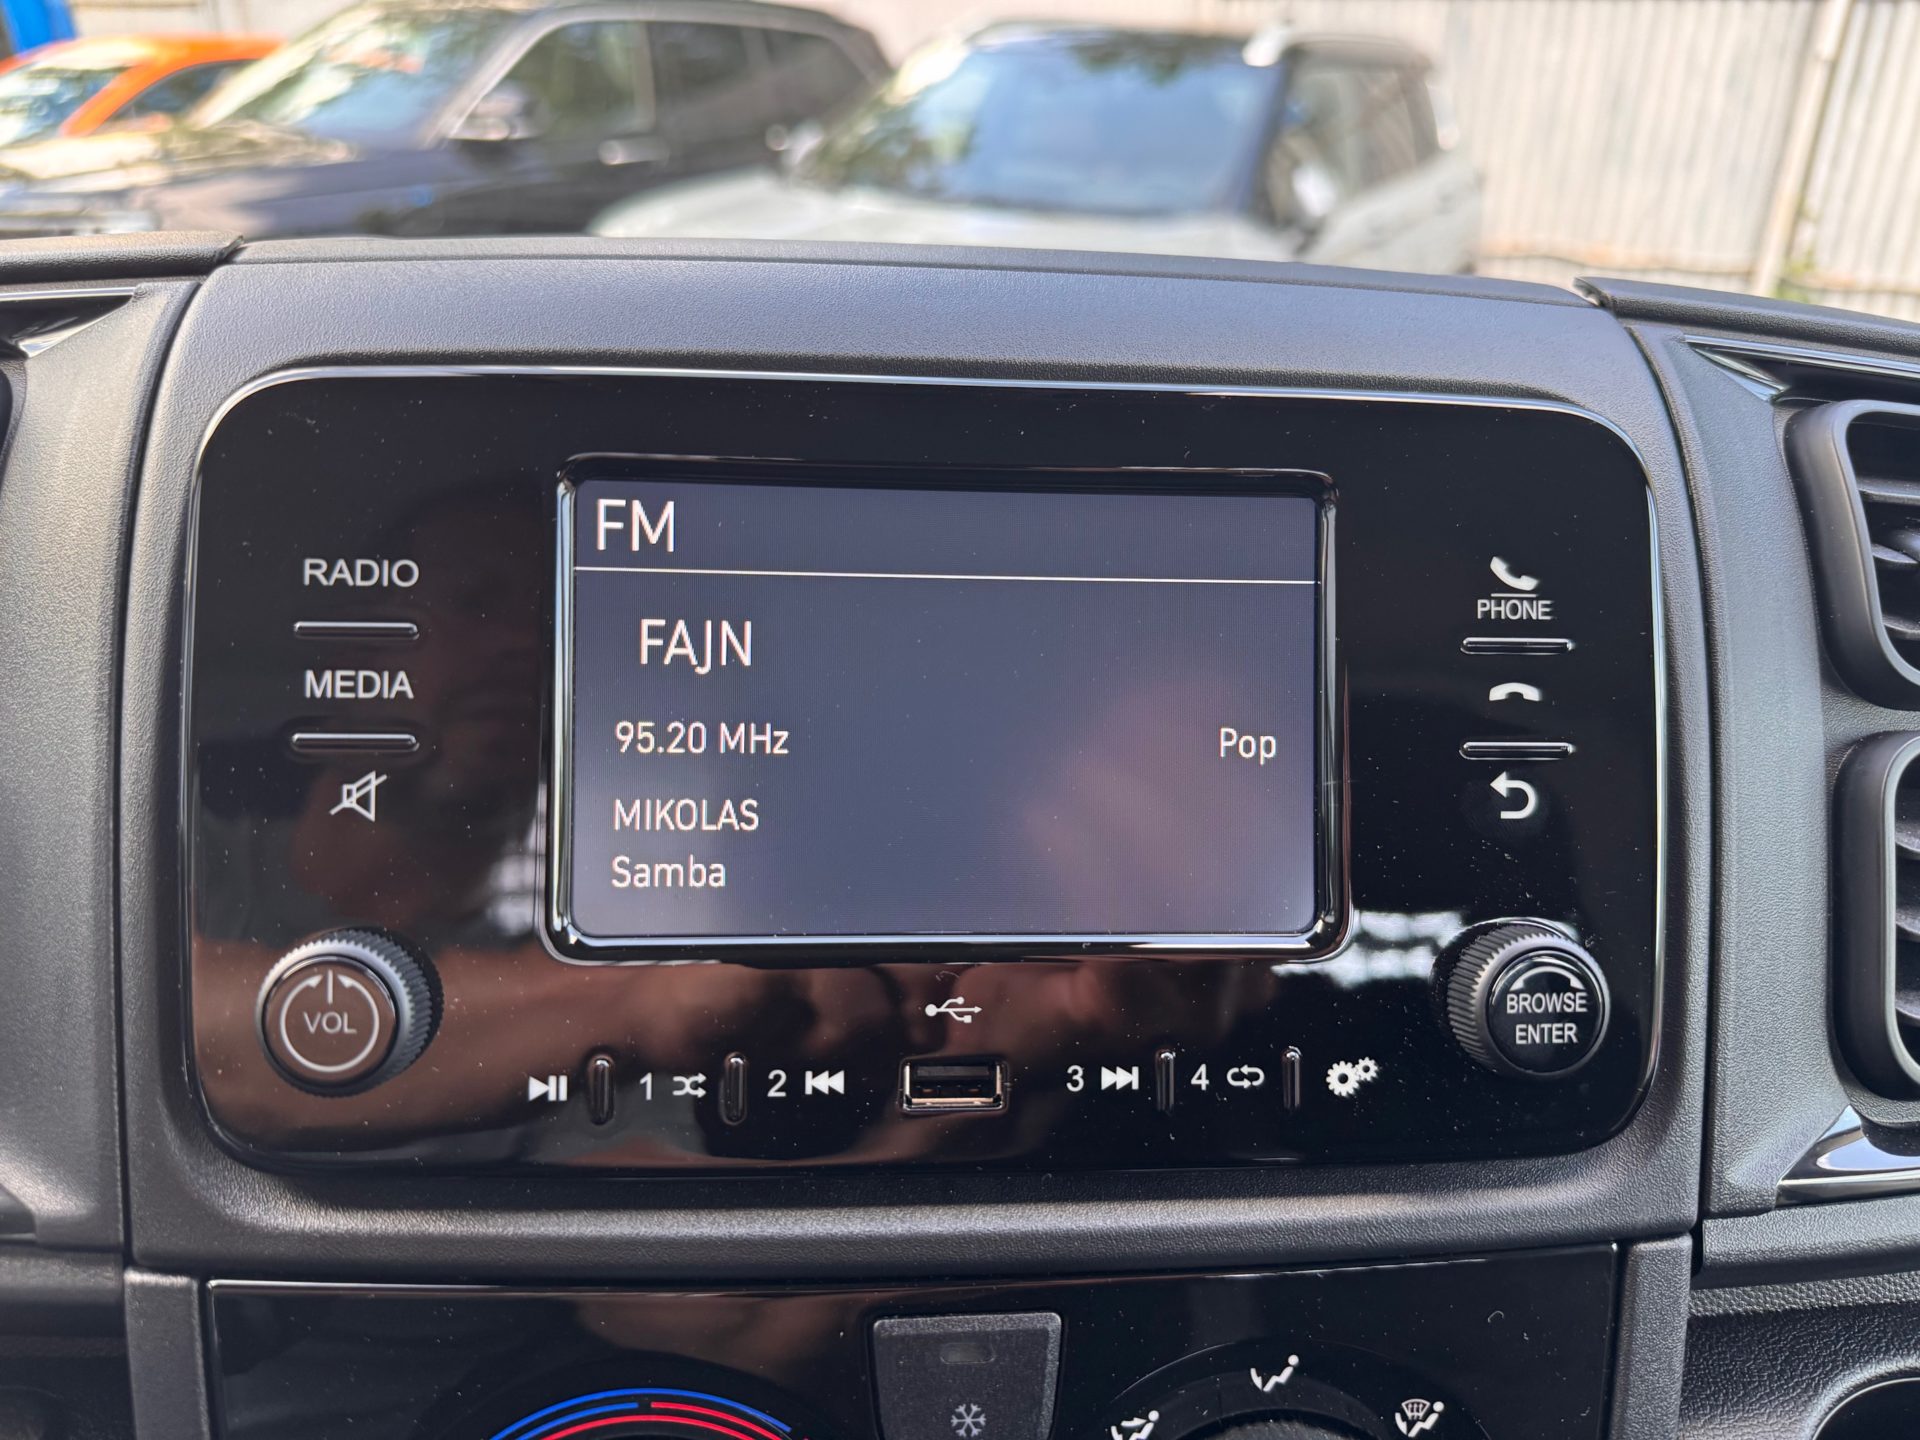 FM
RADIO
FAJN
PHONE
MEDIA
95.20 MHz Pop
MIKOLAS
Samba
VOL
BROWSE
ENTER
1 2 3 4